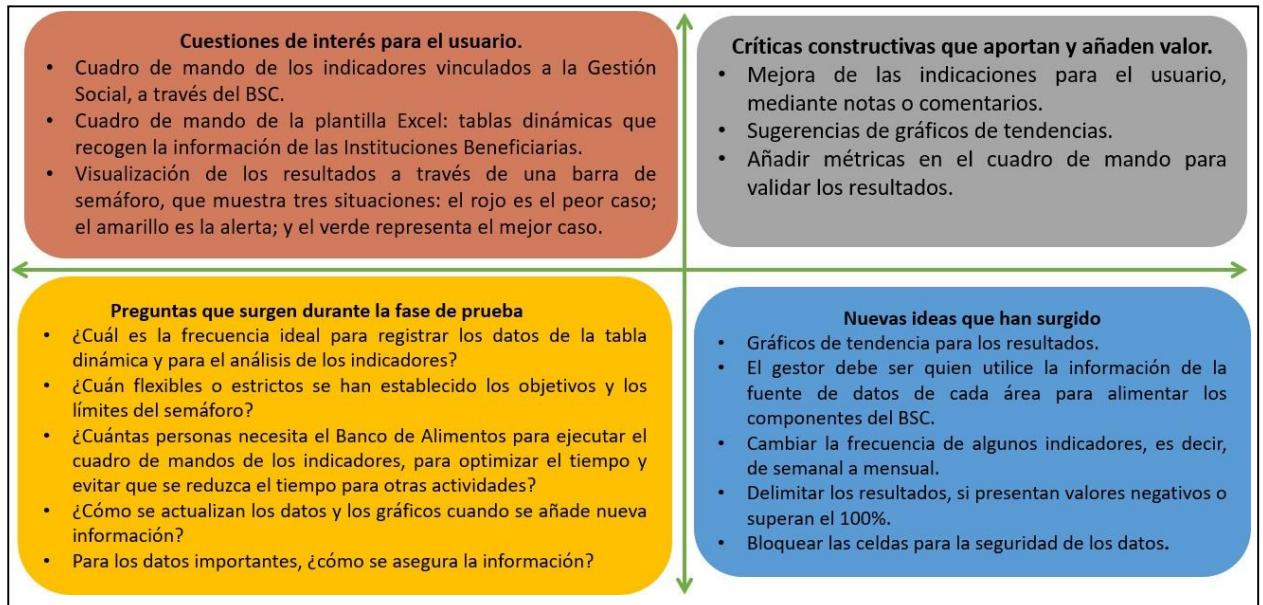 Cuestiones de interés para el usuario.
• Cuadro de mando de los indicadores vinculados a la Gestión
Social, a través del BSC.
• Cuadro de mando de la plantilla Excel: tablas dinámicas que
recogen la información de las Instituciones Beneficiarias.
• Visualización de los resultados a través de una barra de
semáforo, que muestra tres situaciones: el rojo es el peor caso;
el amarillo es la alerta; y el verde representa el mejor caso.
Críticas constructivas que aportan y añaden valor.
• Mejora de las indicaciones para el usuario,
mediante notas o comentarios.
• Sugerencias de gráficos de tendencias.
• Añadir métricas en el cuadro de mando para
validar los resultados.
Preguntas que surgen durante la fase de prueba
• ¿Cuál es la frecuencia ideal para registrar los datos de la tabla
dinámica y para el análisis de los indicadores?
• ¿Cuán flexibles o estrictos se han establecido los objetivos y los
límites del semáforo?
• ¿Cuántas personas necesita el Banco de Alimentos para ejecutar el
cuadro de mandos de los indicadores, para optimizar el tiempo y
evitar que se reduzca el tiempo para otras actividades?
• ¿Cómo se actualizan los datos y los gráficos cuando se añade nueva
información?
• Para los datos importantes, ¿cómo se asegura la información?
Nuevas ideas que han surgido
• Gráficos de tendencia para los resultados.
• El gestor debe ser quien utilice la información de la
fuente de datos de cada área para alimentar los
componentes del BSC.
• Cambiar la frecuencia de algunos indicadores, es decir,
de semanal a mensual.
• Delimitar los resultados, si presentan valores negativos o
superan el 100%.
• Bloquear las celdas para la seguridad de los datos.